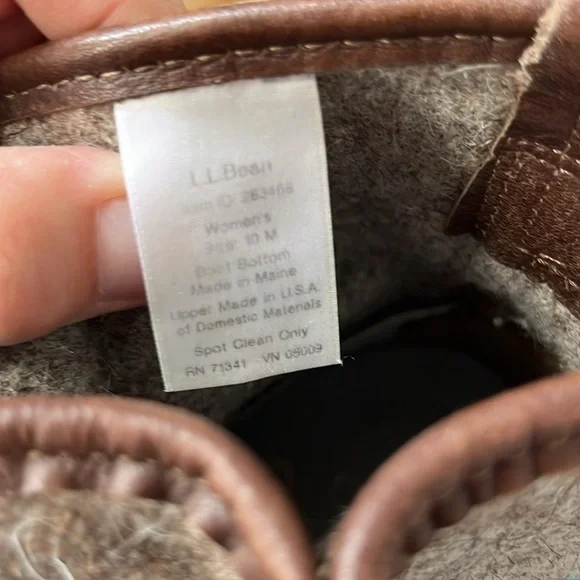 L.L.Bean
Item ID: 263466
Women's
Size: 10 M
Boot Bottom
Made in Maine
Upper Made in U.S.A.
of Domestic Materials
Spot Clean Only
RN 71341 VN 08009